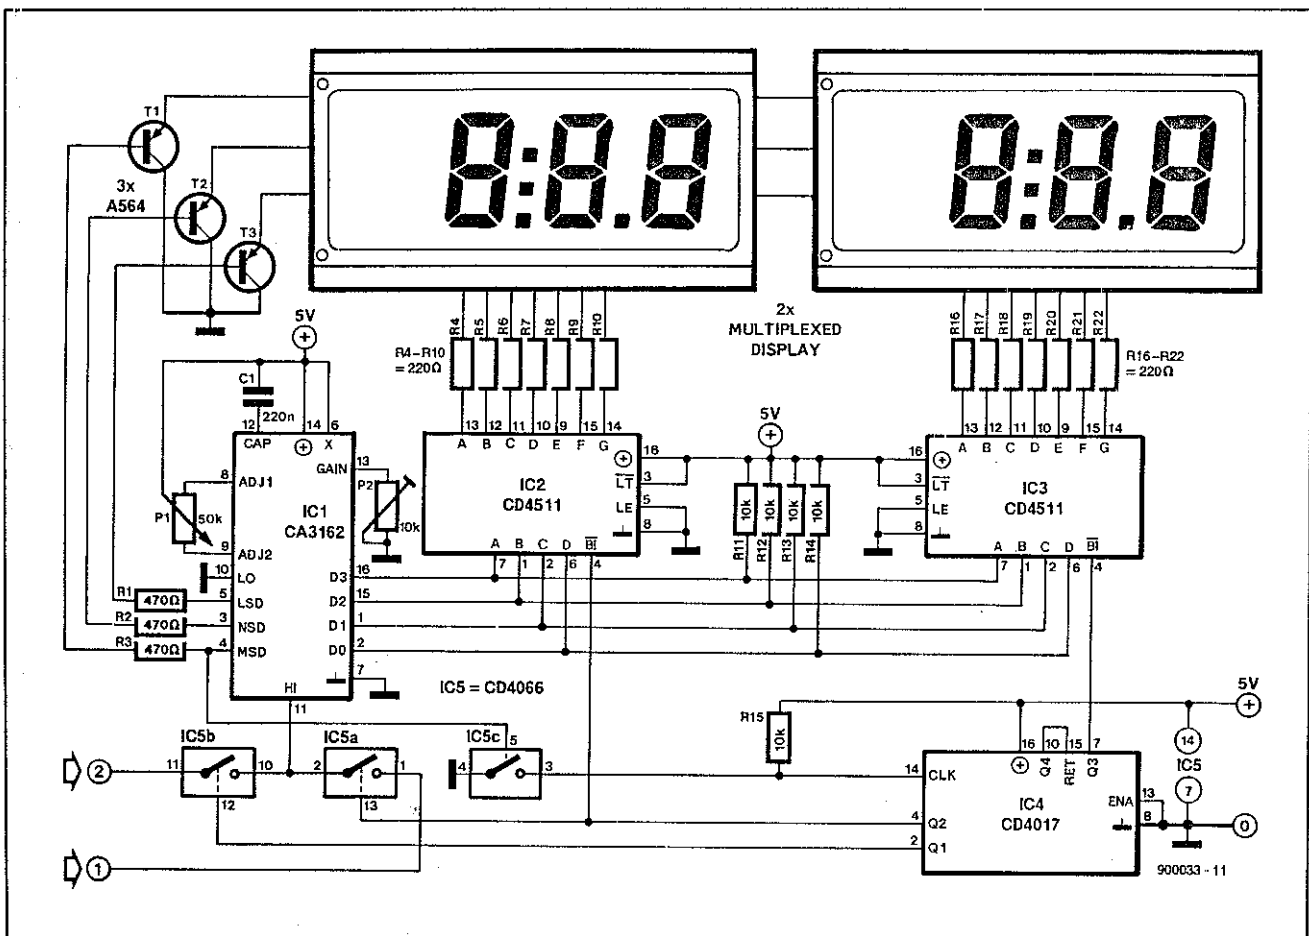 T1
T2
T3
3x
A564
5V
C1
220n
12 14 6
CAP X
8 ADJ1
GAIN 13
P1 50k
IC1
CA3162
P2
10k
9 ADJ2
10 LO
R1 470Ω 5 LSD
R2 470Ω 3 NSD
R3 470Ω 4 MSD
D3 16
D2 15
D1 1
D0 2
7
HI
11
R4 R5 R6 R7 R8 R9 R10
R4-R10
= 220Ω
13 12 11 10 9 15 14
A B C D E F G
IC2
CD4511
16
LT 3
LE 5
8
A B C D BI
7 1 2 6 4
2x
MULTIPLEXED
DISPLAY
5V
10k 10k 10k 10k
R11 R12 R13 R14
R16 R17 R18 R19 R20 R21 R22
R16-R22
= 220Ω
13 12 11 10 9 15 14
A B C D E F G
IC3
CD4511
16
3 LT
5 LE
8
A B C D BI
7 1 2 6 4
IC5 = CD4066
IC5b
11 10
12
IC5a
2 1
13
IC5c
5
4 3
2
1
R15
10k
5V
16 10 15 7
Q4 RET Q3
14 CLK
IC4
CD4017
4 Q2
2 Q1
ENA 13
8
14
IC5
7
0
900033 - 11